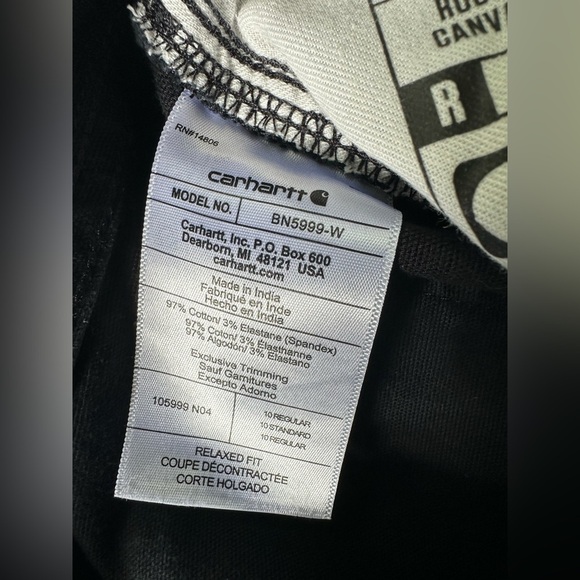 CANV
R
RN#14806
carhartt
MODEL NO. BN5999-W
Carhartt, Inc. P.O. Box 600
Dearborn, MI 48121 USA
carhartt.com
Made in India
Fabriqué en Inde
Hecho en India
97% Cotton/ 3% Elastane (Spandex)
97% Coton/ 3% Élasthanne
97% Algodón/ 3% Elastano
Exclusive Trimming
Sauf Garnitures
Excepto Adorno
105999 N04
10 REGULAR
10 STANDARD
10 REGULAR
RELAXED FIT
COUPE DÉCONTRACTÉE
CORTE HOLGADO